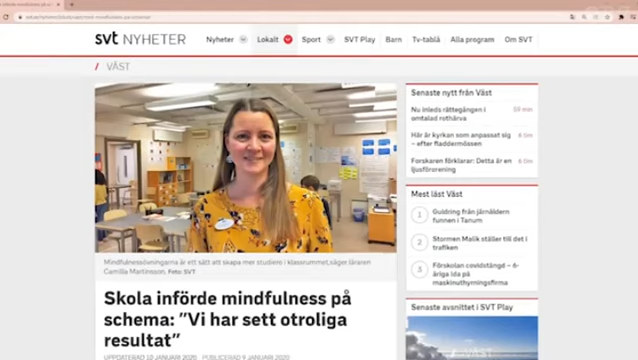 svt NYHETER
Nyheter
Lokalt
Sport
SVT Play
Barn
Tv-tablå
Alla program
Om SVT
/ VÄST
Mindfulnessövningarna är ett sätt att skapa mer studiero i klassrummet,säger läraren
Camilla Martinsson. Foto: SVT
Skola införde mindfulness på
schema: ”Vi har sett otroliga
resultat”
UPPDATERAD 10 JANUARI 2020 PUBLICERAD 9 JANUARI 2020
Senaste nytt från Väst
Nu inleds rättegången i
omtalad rothärva
59 min
Här är kyrkan som anpassat sig
– efter fladdermössen
Forskaren förklarar: Detta är en
ljusförorening
Mest läst Väst
1 Guldring från järnåldern
funnen i Tanum
2 Stormen Malik ställer till det i
trafiken
3 Förskolan covidstängd – 6-
åriga Ida på
maskinuthyrningsfirma
Senaste avsnittet i SVT Play
VÄST